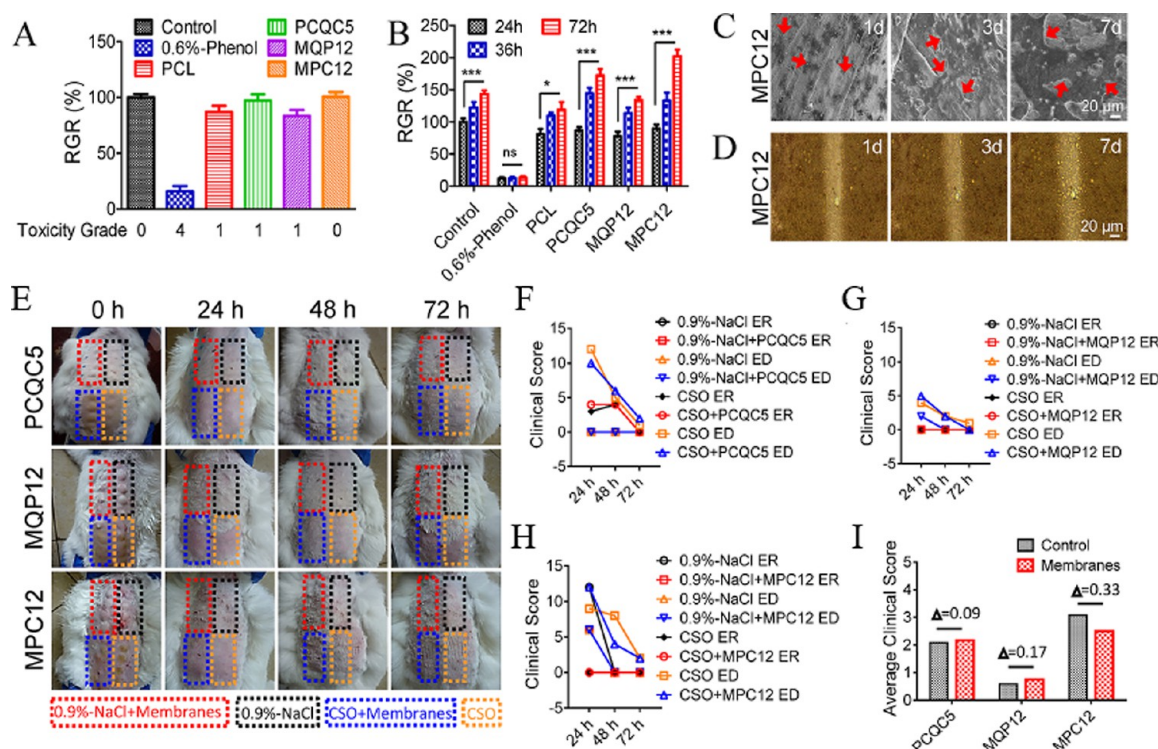 A
Control
0.6%-Phenol
PCL
PCQC5
MQP12
MPC12
RGR (%)
150
100
50
0
Toxicity Grade 0 4 1 1 1 0
B
24h
36h
72h
RGR (%)
250
200
150
100
50
0
***
ns
*
***
***
***
Control
0.6%-Phenol
PCL
PCQC5
MQP12
MPC12
C
MPC12
1d
3d
7d
20 μm
D
MPC12
1d
3d
7d
20 μm
E
0 h 24 h 48 h 72 h
PCQC5
MQP12
MPC12
0.9%-NaCl+Membranes
0.9%-NaCl
CSO+Membranes
CSO
F
Clinical Score
15
10
5
0
-5
24 h
48 h
72 h
0.9%-NaCl ER
0.9%-NaCl+PCQC5 ER
0.9%-NaCl ED
0.9%-NaCl+PCQC5 ED
CSO ER
CSO+PCQC5 ER
CSO ED
CSO+PCQC5 ED
G
Clinical Score
15
10
5
0
-5
24 h
48 h
72 h
0.9%-NaCl ER
0.9%-NaCl+MQP12 ER
0.9%-NaCl ED
0.9%-NaCl+MQP12 ED
CSO ER
CSO+MQP12 ER
CSO ED
CSO+MQP12 ED
H
Clinical Score
15
10
5
0
-5
24 h
48 h
72 h
0.9%-NaCl ER
0.9%-NaCl+MPC12 ER
0.9%-NaCl ED
0.9%-NaCl+MPC12 ED
CSO ER
CSO+MPC12 ER
CSO ED
CSO+MPC12 ED
I
Average Clinical Score
5
4
3
2
1
0
Control
Membranes
Δ=0.09
Δ=0.17
Δ=0.33
PCQC5
MQP12
MPC12